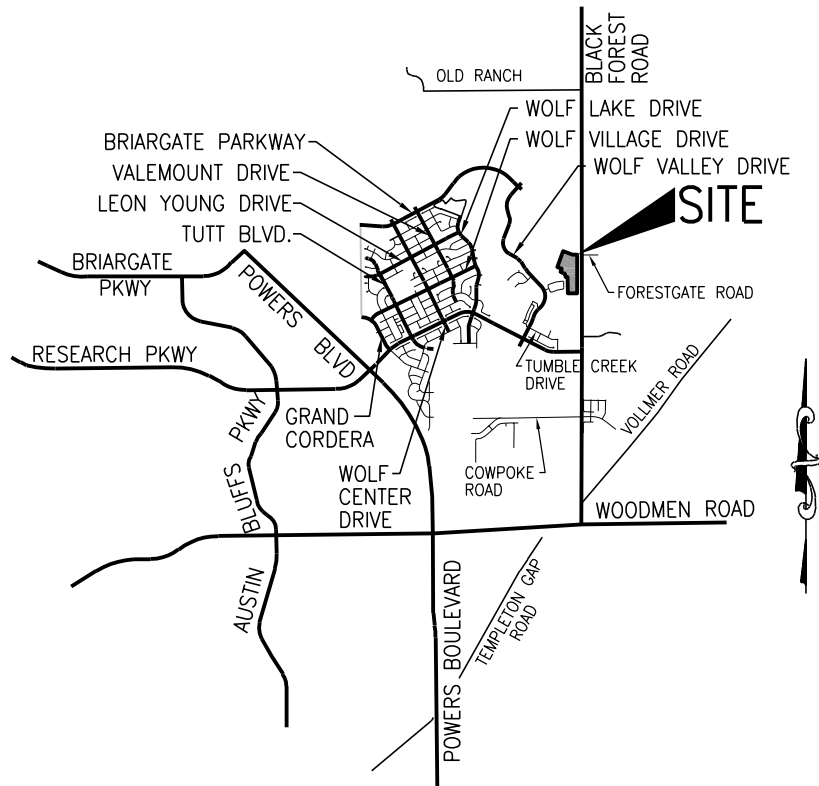 BLACK
FOREST
ROAD
OLD RANCH
WOLF LAKE DRIVE
BRIARGATE PARKWAY
WOLF VILLAGE DRIVE
VALEMOUNT DRIVE
WOLF VALLEY DRIVE
LEON YOUNG DRIVE
SITE
TUTT BLVD.
BRIARGATE
PKWY
POWERS BLVD
FORESTGATE ROAD
RESEARCH PKWY
TUMBLE CREEK
DRIVE
VOLLMER ROAD
GRAND
CORDERA
WOLF
CENTER
DRIVE
COWPOKE
ROAD
AUSTIN
BLUFFS
PKWY
WOODMEN ROAD
TEMPLETON GAP
ROAD
POWERS BOULEVARD